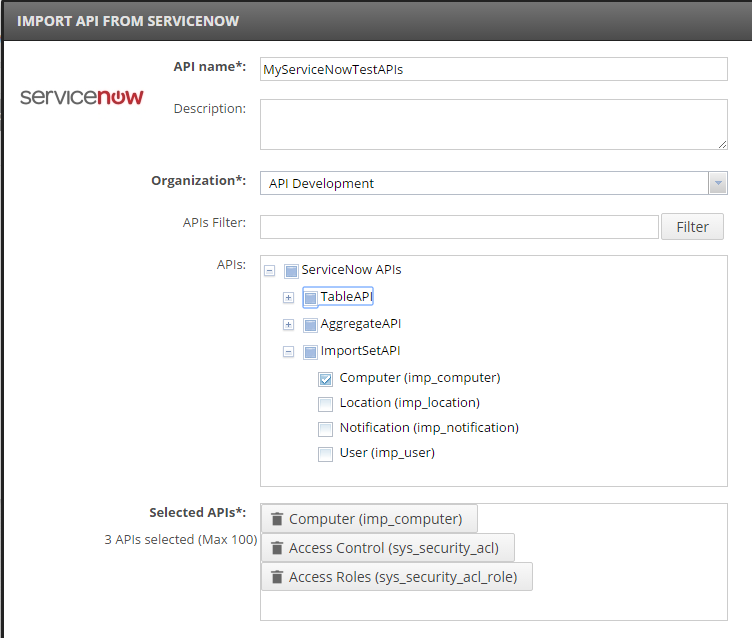 IMPORT API FROM SERVICENOW
API name*: MyServiceNowTestAPIs
servicenow
Description:
Organization*: API Development
APIs Filter: Filter
APIs: ServiceNow APIs
TableAPI
AggregateAPI
ImportSetAPI
Computer (imp_computer)
Location (imp_location)
Notification (imp_notification)
User (imp_user)
Selected APIs*: Computer (imp_computer)
3 APIs selected (Max 100) Access Control (sys_security_acl)
Access Roles (sys_security_acl_role)